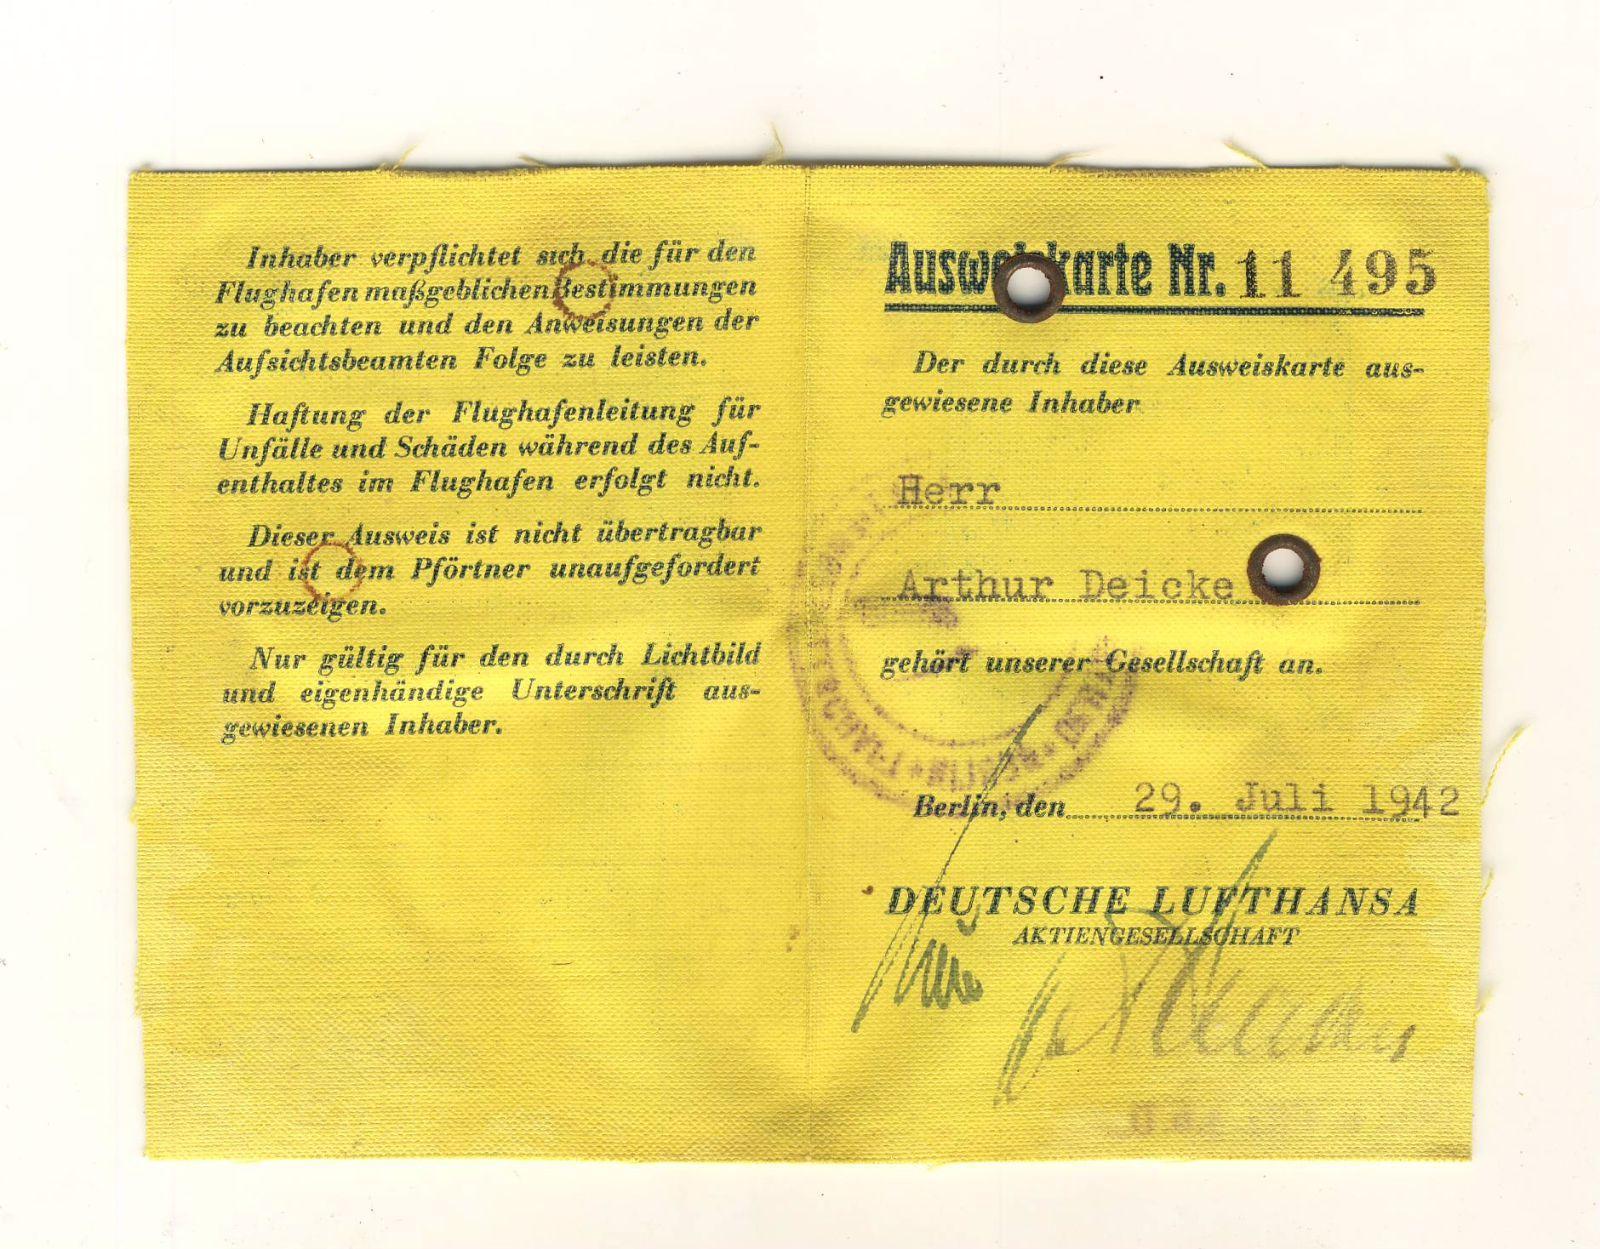 Inhaber verpflichtet sich, die für den
Flughafen maßgeblichen Bestimmungen
zu beachten und den Anweisungen der
Aufsichtsbeamten Folge zu leisten.
Haftung der Flughafenleitung für
Unfälle und Schäden während des Auf-
enthaltes im Flughafen erfolgt nicht.
Dieser Ausweis ist nicht übertragbar
und ist dem Pförtner unaufgefordert
vorzuzeigen.
Nur gültig für den durch Lichtbild
und eigenhändige Unterschrift aus-
gewiesenen Inhaber.
Ausweiskarte Nr. 11 495
Der durch diese Ausweiskarte aus-
gewiesene Inhaber
Herr
Arthur Deicke
gehört unserer Gesellschaft an.
Berlin, den 29. Juli 1942
DEUTSCHE LUFTHANSA
AKTIENGESELLSCHAFT